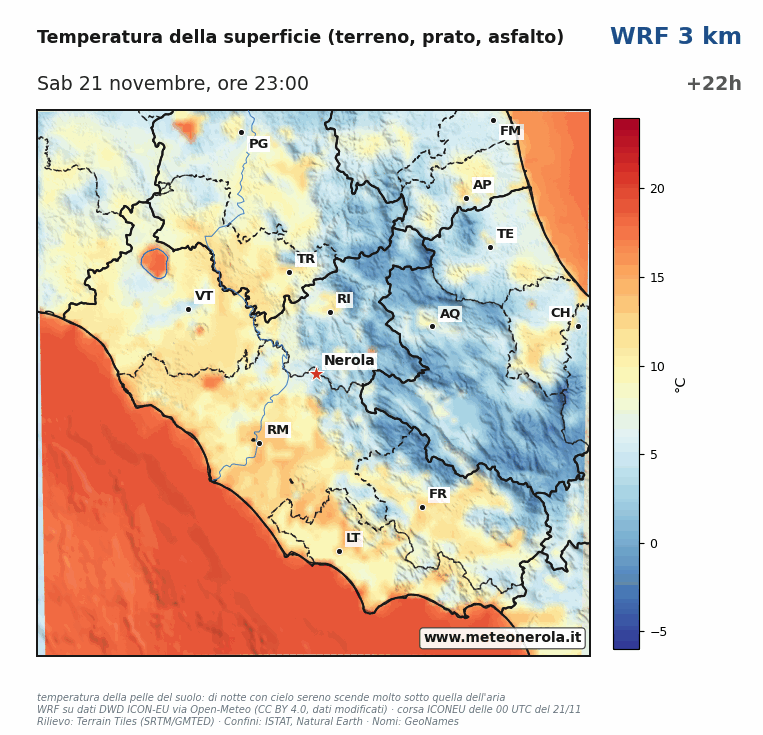 Temperatura della superficie (terreno, prato, asfalto)
WRF 3 km
Sab 21 novembre, ore 23:00
+22h
FM
PG
AP
TE
TR
VT
RI
AQ
CH
Nerola
RM
FR
LT
20
15
10
5
0
−5
°C
www.meteonerola.it
temperatura della pelle del suolo: di notte con cielo sereno scende molto sotto quella dell'aria
WRF su dati DWD ICON-EU via Open-Meteo (CC BY 4.0, dati modificati) · corsa ICONEU delle 00 UTC del 21/11
Rilievo: Terrain Tiles (SRTM/GMTED) · Confini: ISTAT, Natural Earth · Nomi: GeoNames